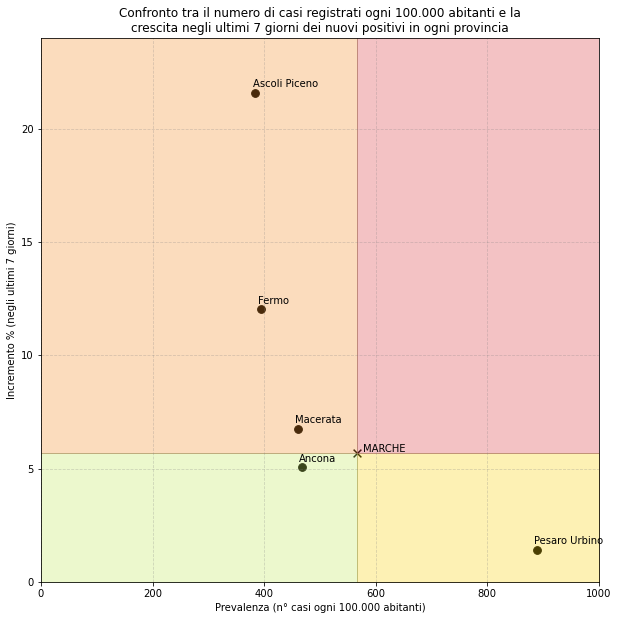 Confronto tra il numero di casi registrati ogni 100.000 abitanti e la
crescita negli ultimi 7 giorni dei nuovi positivi in ogni provincia
Incremento % (negli ultimi 7 giorni)
20
15
10
5
0
Ascoli Piceno
Fermo
Macerata
MARCHE
Ancona
Pesaro Urbino
0
200
400
600
800
1000
Prevalenza (n° casi ogni 100.000 abitanti)